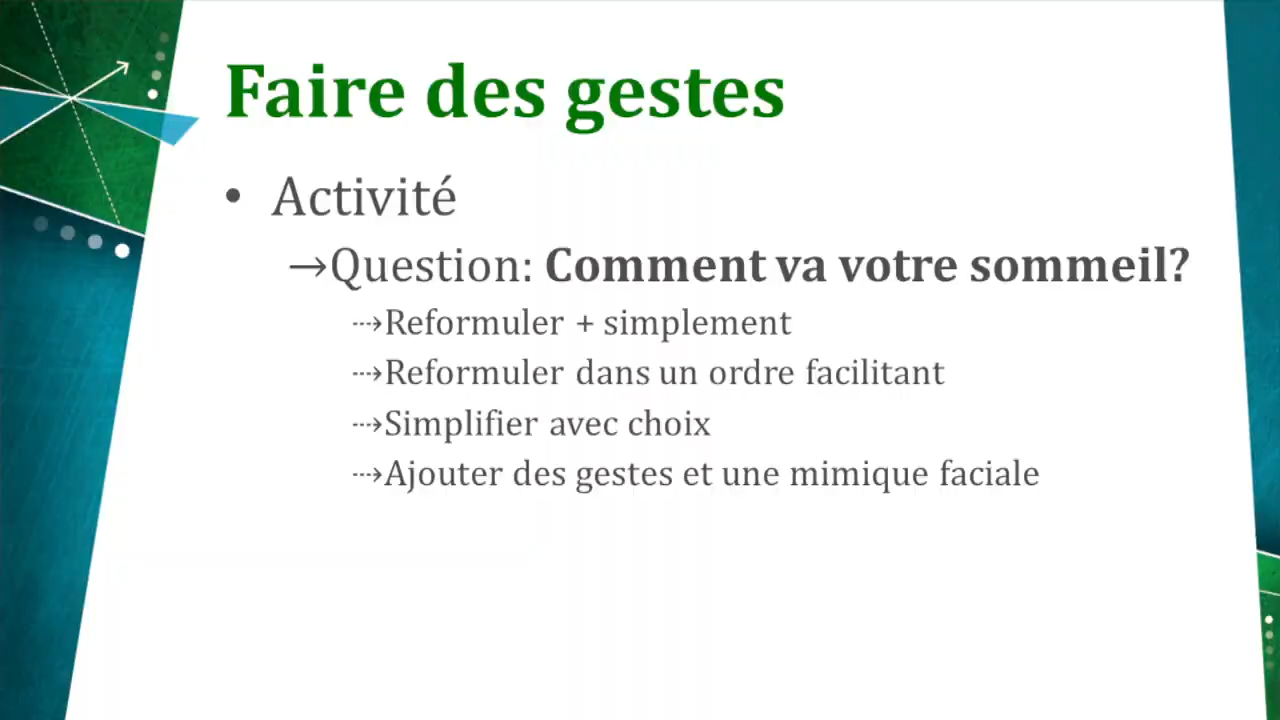 Faire des gestes
• Activité
→Question: Comment va votre sommeil?
⇢Reformuler + simplement
⇢Reformuler dans un ordre facilitant
⇢Simplifier avec choix
⇢Ajouter des gestes et une mimique faciale